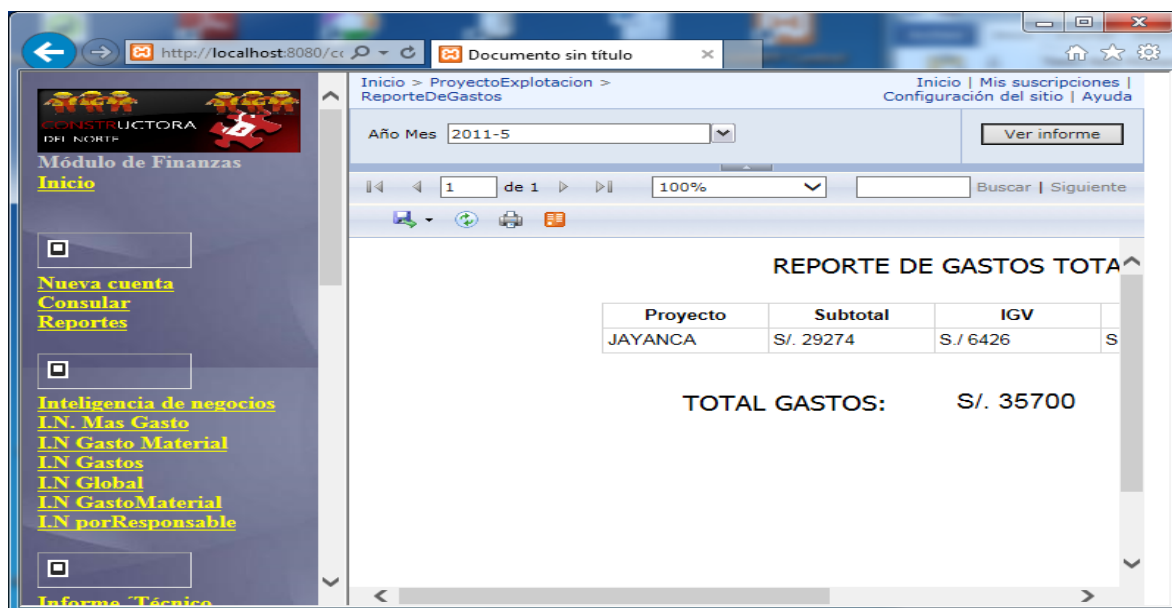 http://localhost:8080/cc
Documento sin título
CONSTRUCTORA
DEL NORTE
Módulo de Finanzas
Inicio
Nueva cuenta
Consular
Reportes
Inteligencia de negocios
I.N. Mas Gasto
I.N Gasto Material
I.N Gastos
I.N Global
I.N GastoMaterial
I.N porResponsable
Informe ´Técnico
Inicio > ProyectoExplotacion >
ReporteDeGastos
Inicio | Mis suscripciones |
Configuración del sitio | Ayuda
Año Mes 2011-5 Ver informe
1 de 1 100% Buscar | Siguiente
REPORTE DE GASTOS TOTA
Proyecto Subtotal IGV
JAYANCA S/. 29274 S./ 6426 S
TOTAL GASTOS: S/. 35700